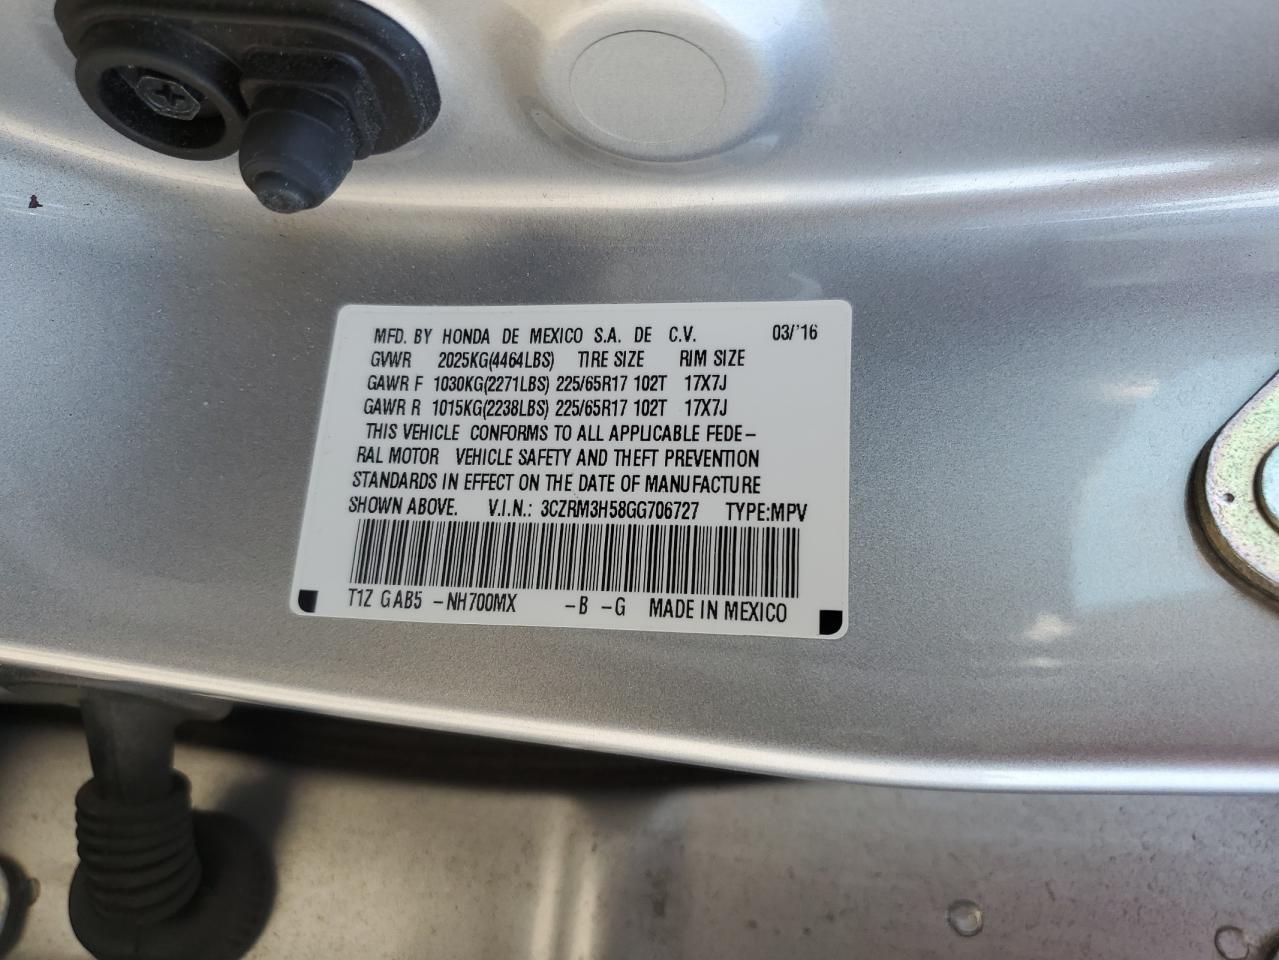 MFD. BY HONDA DE MEXICO S.A. DE C.V. 03/'16
GVWR 2025KG(4464LBS) TIRE SIZE RIM SIZE
GAWR F 1030KG(2271LBS) 225/65R17 102T 17X7J
GAWR R 1015KG(2238LBS) 225/65R17 102T 17X7J
THIS VEHICLE CONFORMS TO ALL APPLICABLE FEDE-
RAL MOTOR VEHICLE SAFETY AND THEFT PREVENTION
STANDARDS IN EFFECT ON THE DATE OF MANUFACTURE
SHOWN ABOVE. V.I.N.: 3CZRM3H58GG706727 TYPE:MPV
T1Z GAB5 -NH700MX -B -G MADE IN MEXICO